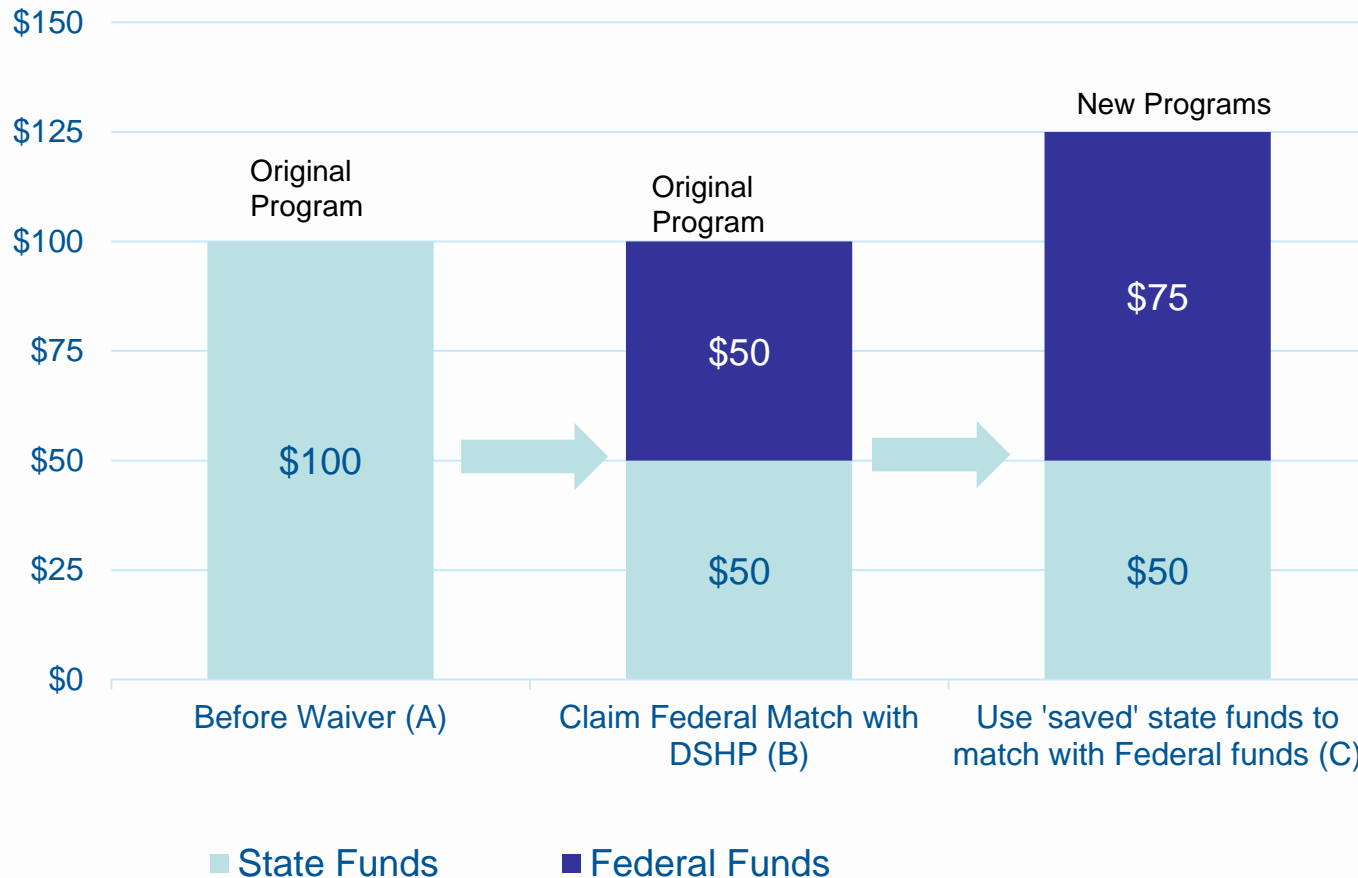 $150
$125
$100
$75
$50
$25
$0
Original
Program
$100
Original
Program
$50
$50
New Programs
$75
$50
Before Waiver (A)
Claim Federal Match with
DSHP (B)
Use 'saved' state funds to
match with Federal funds (C)
State Funds
Federal Funds